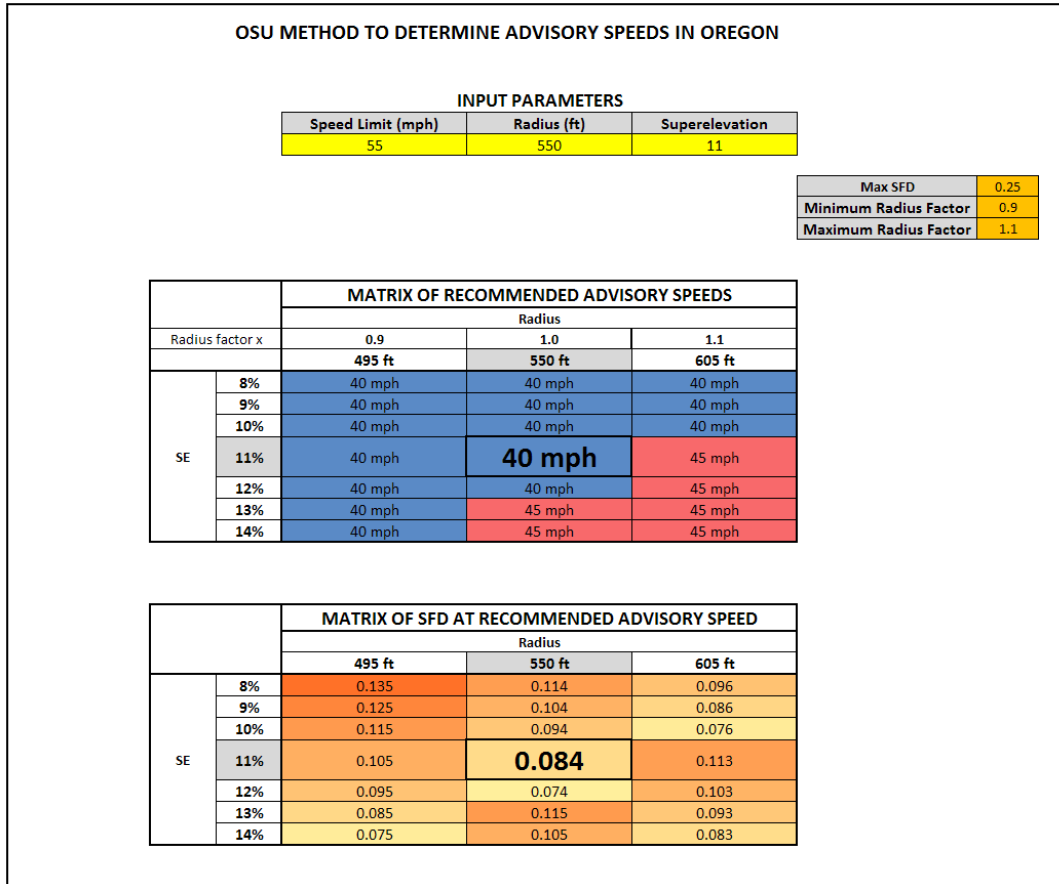 OSU METHOD TO DETERMINE ADVISORY SPEEDS IN OREGON
INPUT PARAMETERS
Speed Limit (mph) Radius (ft) Superelevation
55 550 11
Max SFD 0.25
Minimum Radius Factor 0.9
Maximum Radius Factor 1.1
MATRIX OF RECOMMENDED ADVISORY SPEEDS
Radius
Radius factor x 0.9 1.0 1.1
495 ft 550 ft 605 ft
8% 40 mph 40 mph 40 mph
9% 40 mph 40 mph 40 mph
10% 40 mph 40 mph 40 mph
SE 11% 40 mph 40 mph 45 mph
12% 40 mph 40 mph 45 mph
13% 40 mph 45 mph 45 mph
14% 40 mph 45 mph 45 mph
MATRIX OF SFD AT RECOMMENDED ADVISORY SPEED
Radius
495 ft 550 ft 605 ft
8% 0.135 0.114 0.096
9% 0.125 0.104 0.086
10% 0.115 0.094 0.076
SE 11% 0.105 0.084 0.113
12% 0.095 0.074 0.103
13% 0.085 0.115 0.093
14% 0.075 0.105 0.083